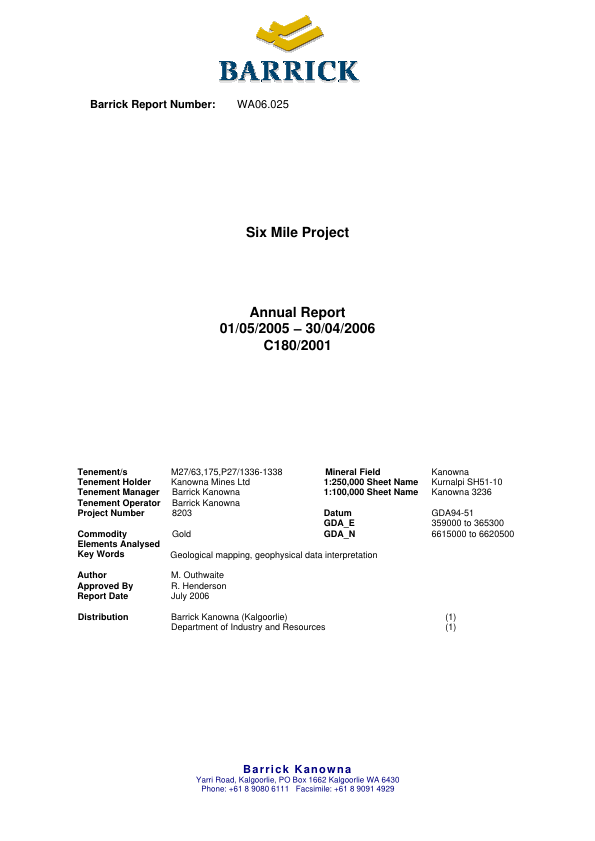 BARRICK
Barrick Report Number: WA06.025
Six Mile Project
Annual Report
01/05/2005 – 30/04/2006
C180/2001
Tenement/s M27/63,175,P27/1336-1338 Mineral Field Kanowna
Tenement Holder Kanowna Mines Ltd 1:250,000 Sheet Name Kurnalpi SH51-10
Tenement Manager Barrick Kanowna 1:100,000 Sheet Name Kanowna 3236
Tenement Operator Barrick Kanowna
Project Number 8203 Datum GDA94-51
GDA_E 359000 to 365300
Commodity Gold GDA_N 6615000 to 6620500
Elements Analysed
Key Words Geological mapping, geophysical data interpretation
Author M. Outhwaite
Approved By R. Henderson
Report Date July 2006
Distribution Barrick Kanowna (Kalgoorlie) (1)
Department of Industry and Resources (1)
Barrick Kanowna
Yarri Road, Kalgoorlie, PO Box 1662 Kalgoorlie WA 6430
Phone: +61 8 9080 6111 Facsimile: +61 8 9091 4929